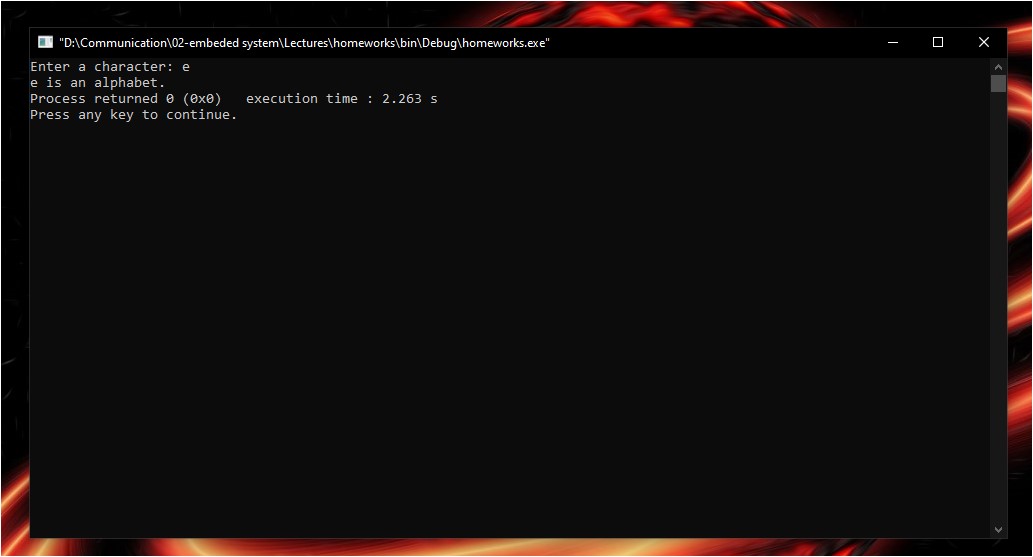 "D:\Communication\02-embeded system\Lectures\homeworks\bin\Debug\homeworks.exe"
Enter a character: e
e is an alphabet.
Process returned 0 (0x0)   execution time : 2.263 s
Press any key to continue.